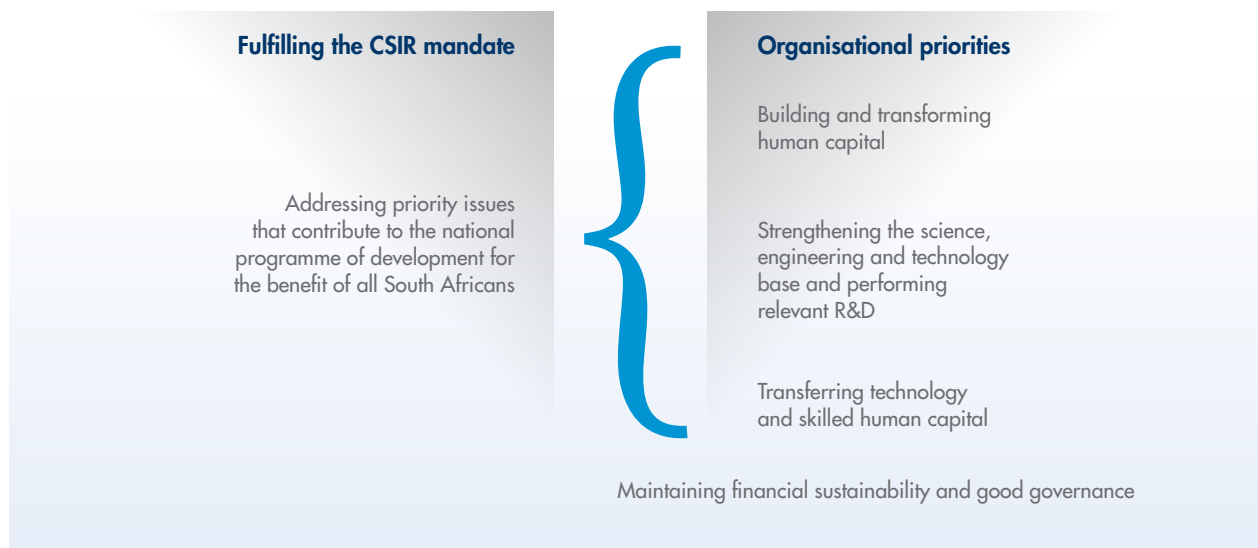 Fulfilling the CSIR mandate
Addressing priority issues
that contribute to the national
programme of development for
the benefit of all South Africans
Organisational priorities
Building and transforming
human capital
Strengthening the science,
engineering and technology
base and performing
relevant R&D
Transferring technology
and skilled human capital
Maintaining financial sustainability and good governance